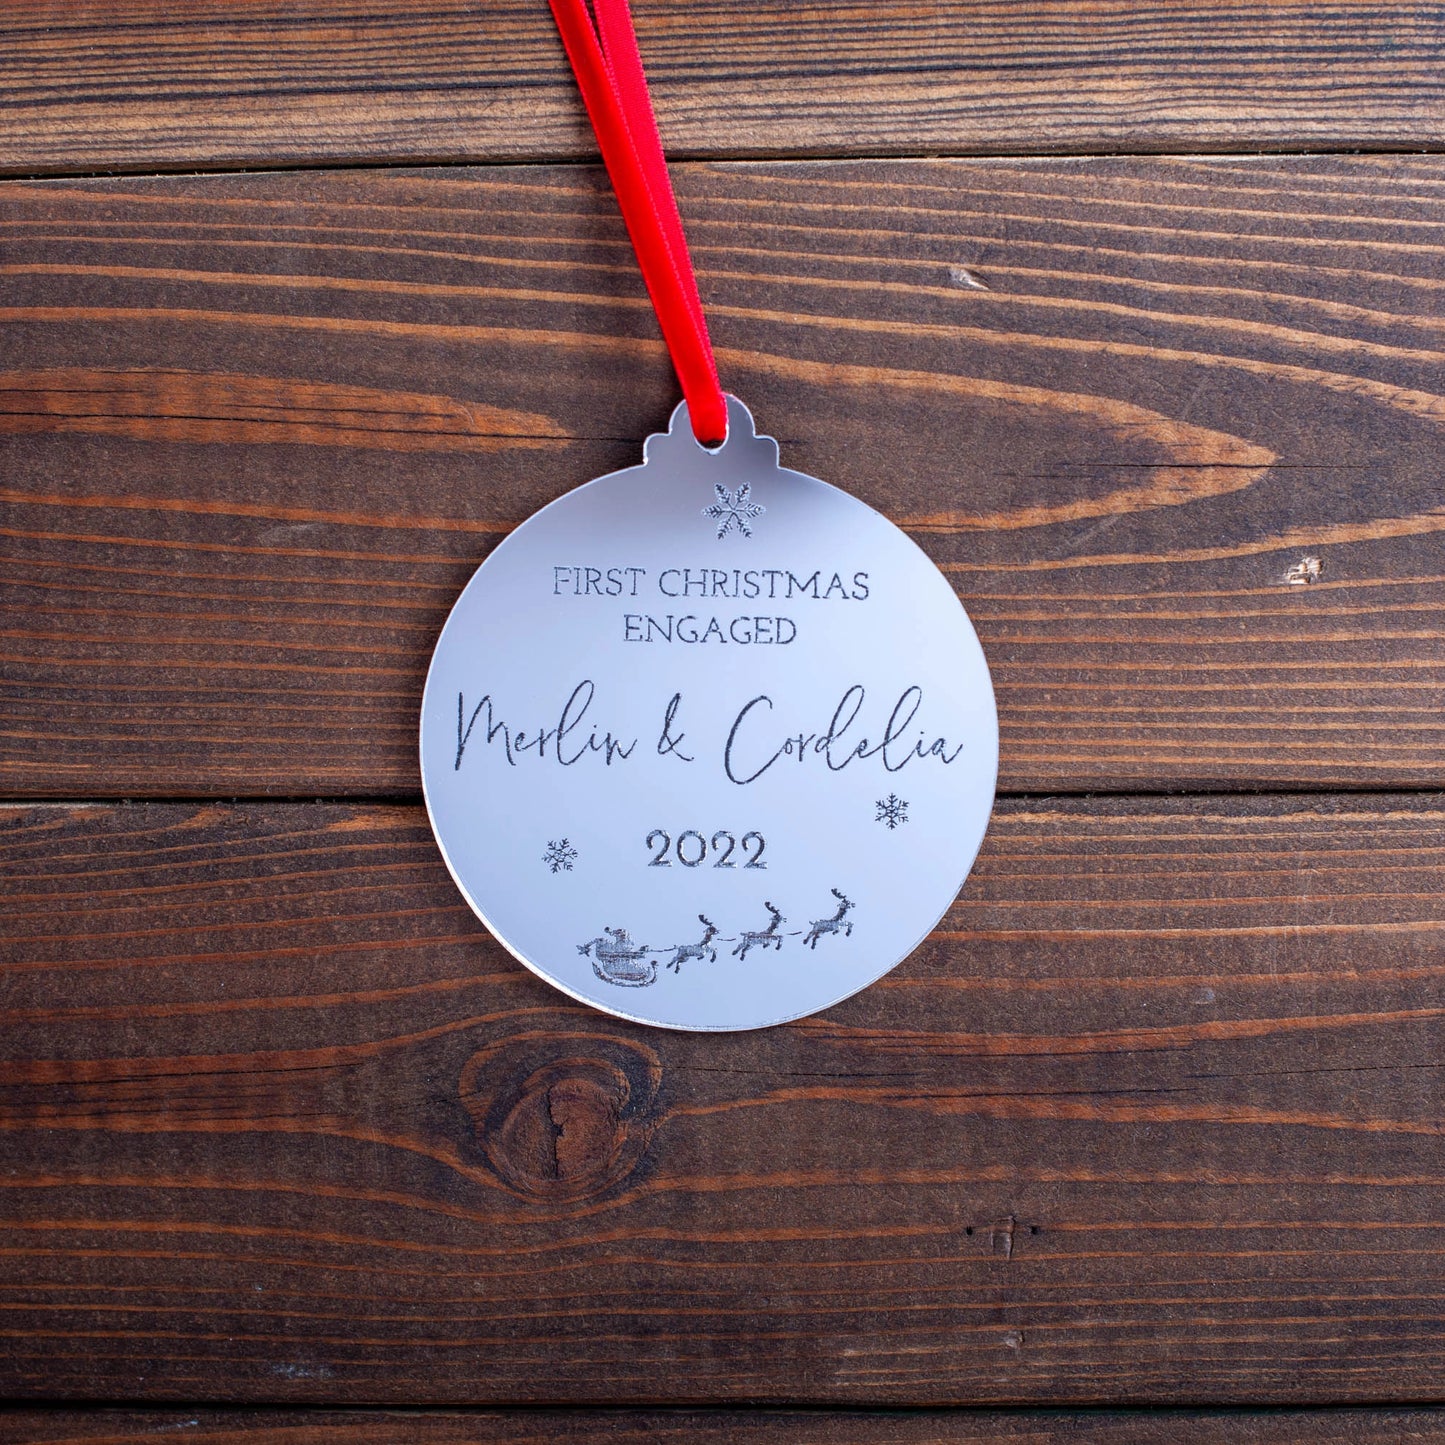 FIRST CHRISTMAS
ENGAGED
Merlin & Cordelia
2022